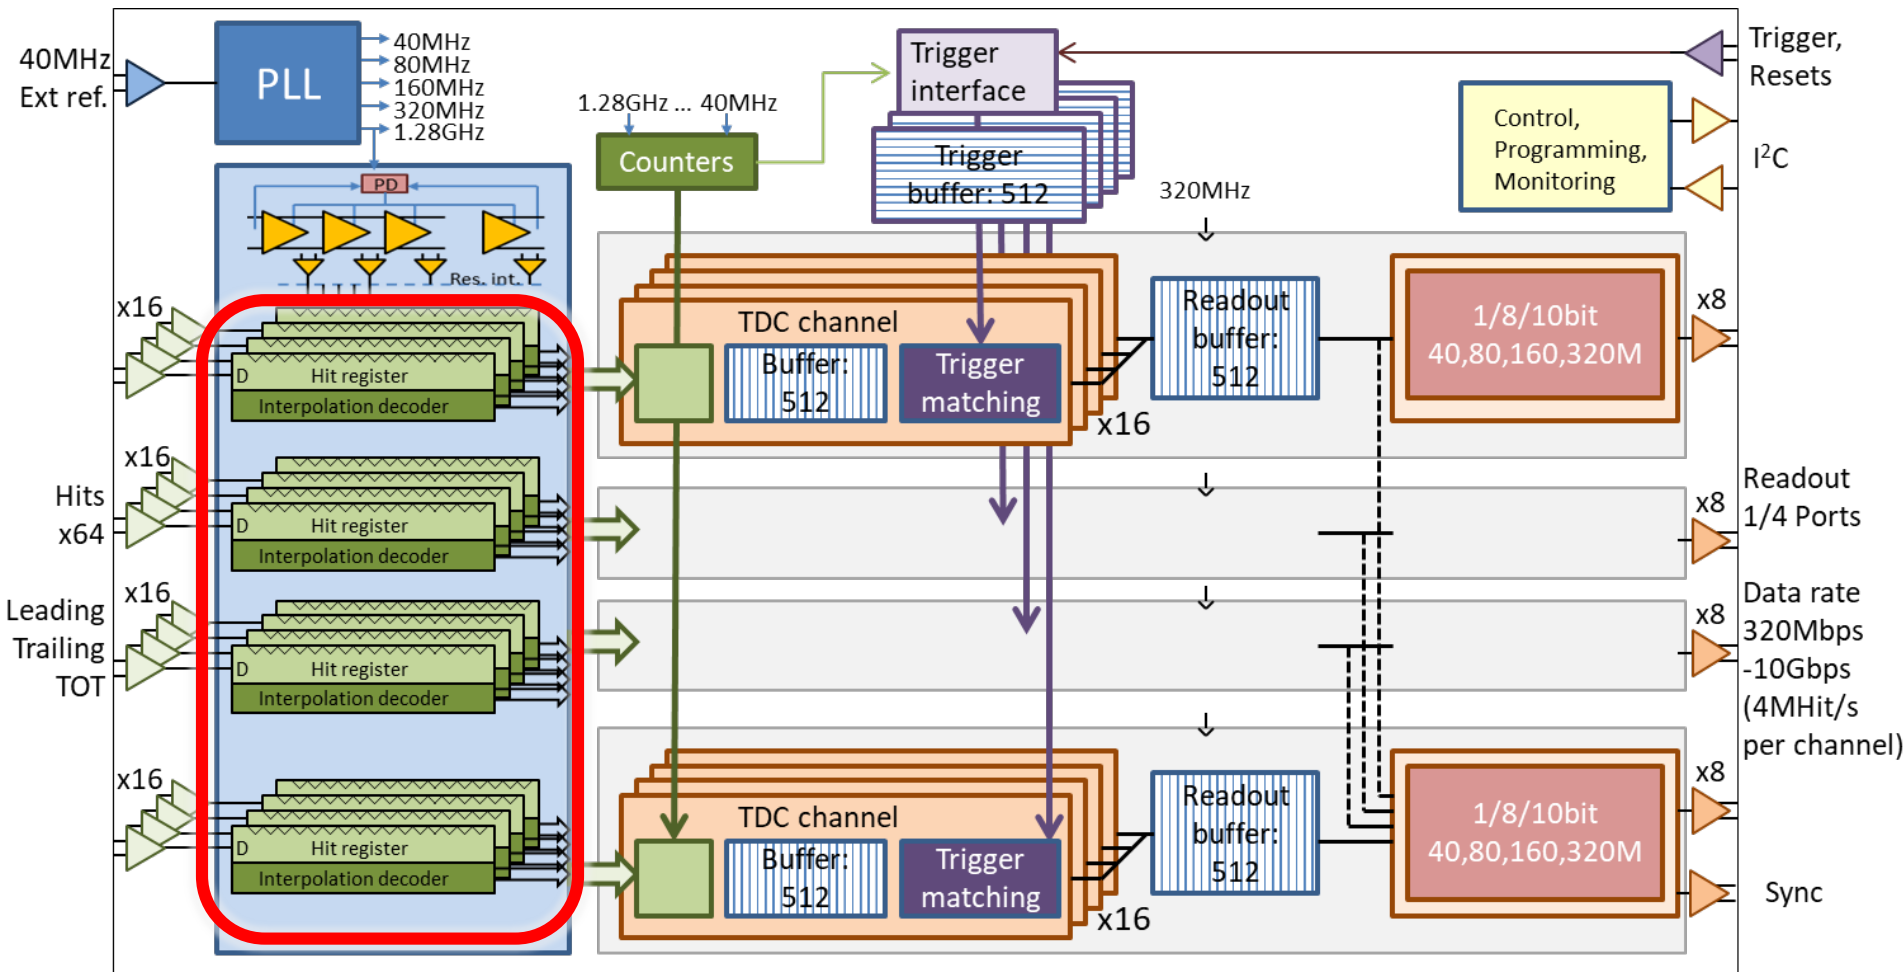 40MHz
Ext ref.
PLL
40MHz
80MHz
160MHz
320MHz
1.28GHz
1.28GHz ... 40MHz
Counters
Trigger
interface
Trigger
buffer: 512
Trigger,
Resets
Control,
Programming,
Monitoring
I²C
PD
Res. int.
320MHz
x16
D
Hit register
Interpolation decoder
TDC channel
Buffer:
512
Trigger
matching
x16
Readout
buffer:
512
1/8/10bit
40,80,160,320M
x8
x16
Hits
x64
D
Hit register
Interpolation decoder
x8
Readout
1/4 Ports
x16
Leading
Trailing
TOT
D
Hit register
Interpolation decoder
x8
Data rate
320Mbps
-10Gbps
(4MHit/s
per channel)
x16
D
Hit register
Interpolation decoder
TDC channel
Buffer:
512
Trigger
matching
x16
Readout
buffer:
512
1/8/10bit
40,80,160,320M
x8
Sync